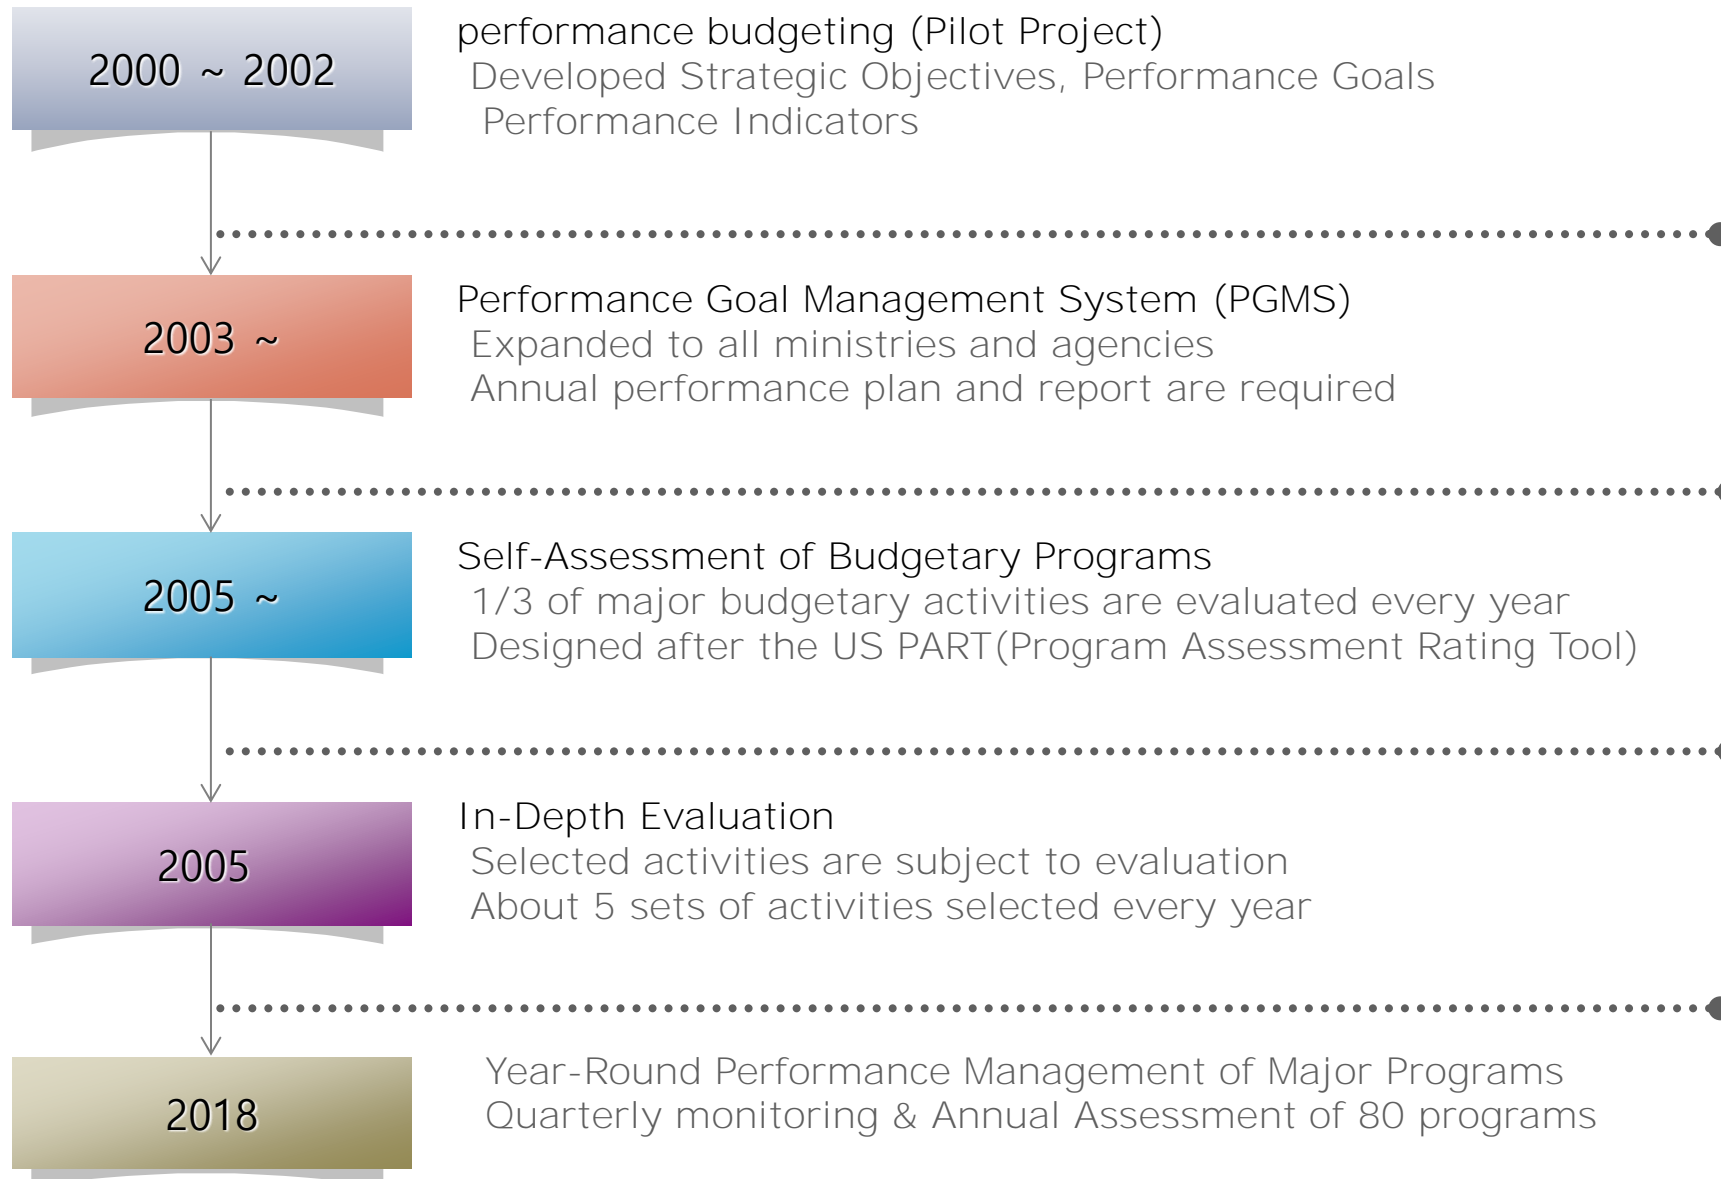 2000 ~ 2002
performance budgeting (Pilot Project)
Developed Strategic Objectives, Performance Goals
Performance Indicators
2003 ~
Performance Goal Management System (PGMS)
Expanded to all ministries and agencies
Annual performance plan and report are required
2005 ~
Self-Assessment of Budgetary Programs
1/3 of major budgetary activities are evaluated every year
Designed after the US PART(Program Assessment Rating Tool)
2005
In-Depth Evaluation
Selected activities are subject to evaluation
About 5 sets of activities selected every year
2018
Year-Round Performance Management of Major Programs
Quarterly monitoring & Annual Assessment of 80 programs